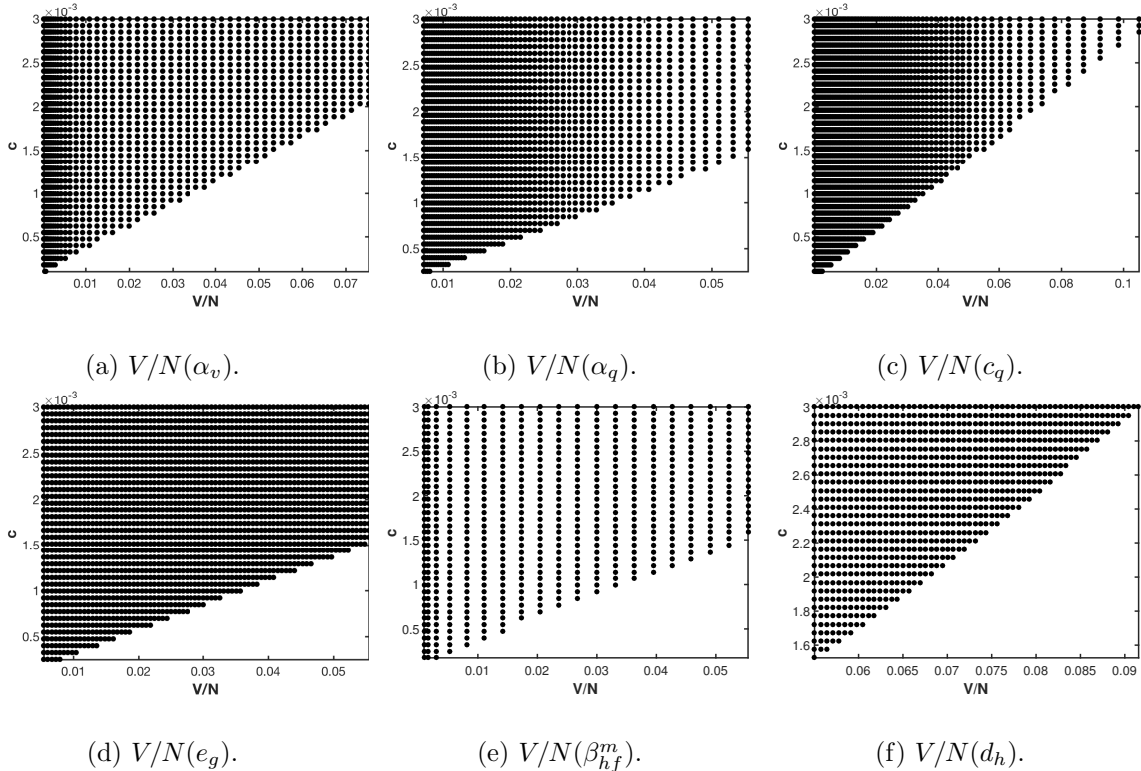 ×10⁻³
×10⁻³
×10⁻³
3
2.5
2
1.5
1
0.5
c
0.01 0.02 0.03 0.04 0.05 0.06 0.07
V/N
3
2.5
2
1.5
1
0.5
c
0.01 0.02 0.03 0.04 0.05
V/N
3
2.5
2
1.5
1
0.5
c
0.02 0.04 0.06 0.08 0.1
V/N
(a) V/N(α_v).
(b) V/N(α_q).
(c) V/N(c_q).
×10⁻³
×10⁻³
×10⁻³
3
2.5
2
1.5
1
0.5
c
0.01 0.02 0.03 0.04 0.05
V/N
3
2.5
2
1.5
1
0.5
c
0.01 0.02 0.03 0.04 0.05
V/N
3
2.8
2.6
2.4
2.2
2
1.8
1.6
c
0.06 0.065 0.07 0.075 0.08 0.085 0.09
V/N
(d) V/N(e_g).
(e) V/N(β_{hf}^m).
(f) V/N(d_h).